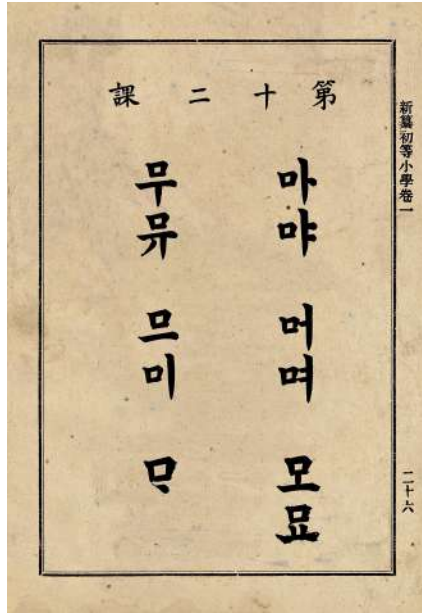 新纂初等小學卷一
第十二課
마 먀 머 며 모 묘
무 뮤 므 미 ᄆᆞ
二十六